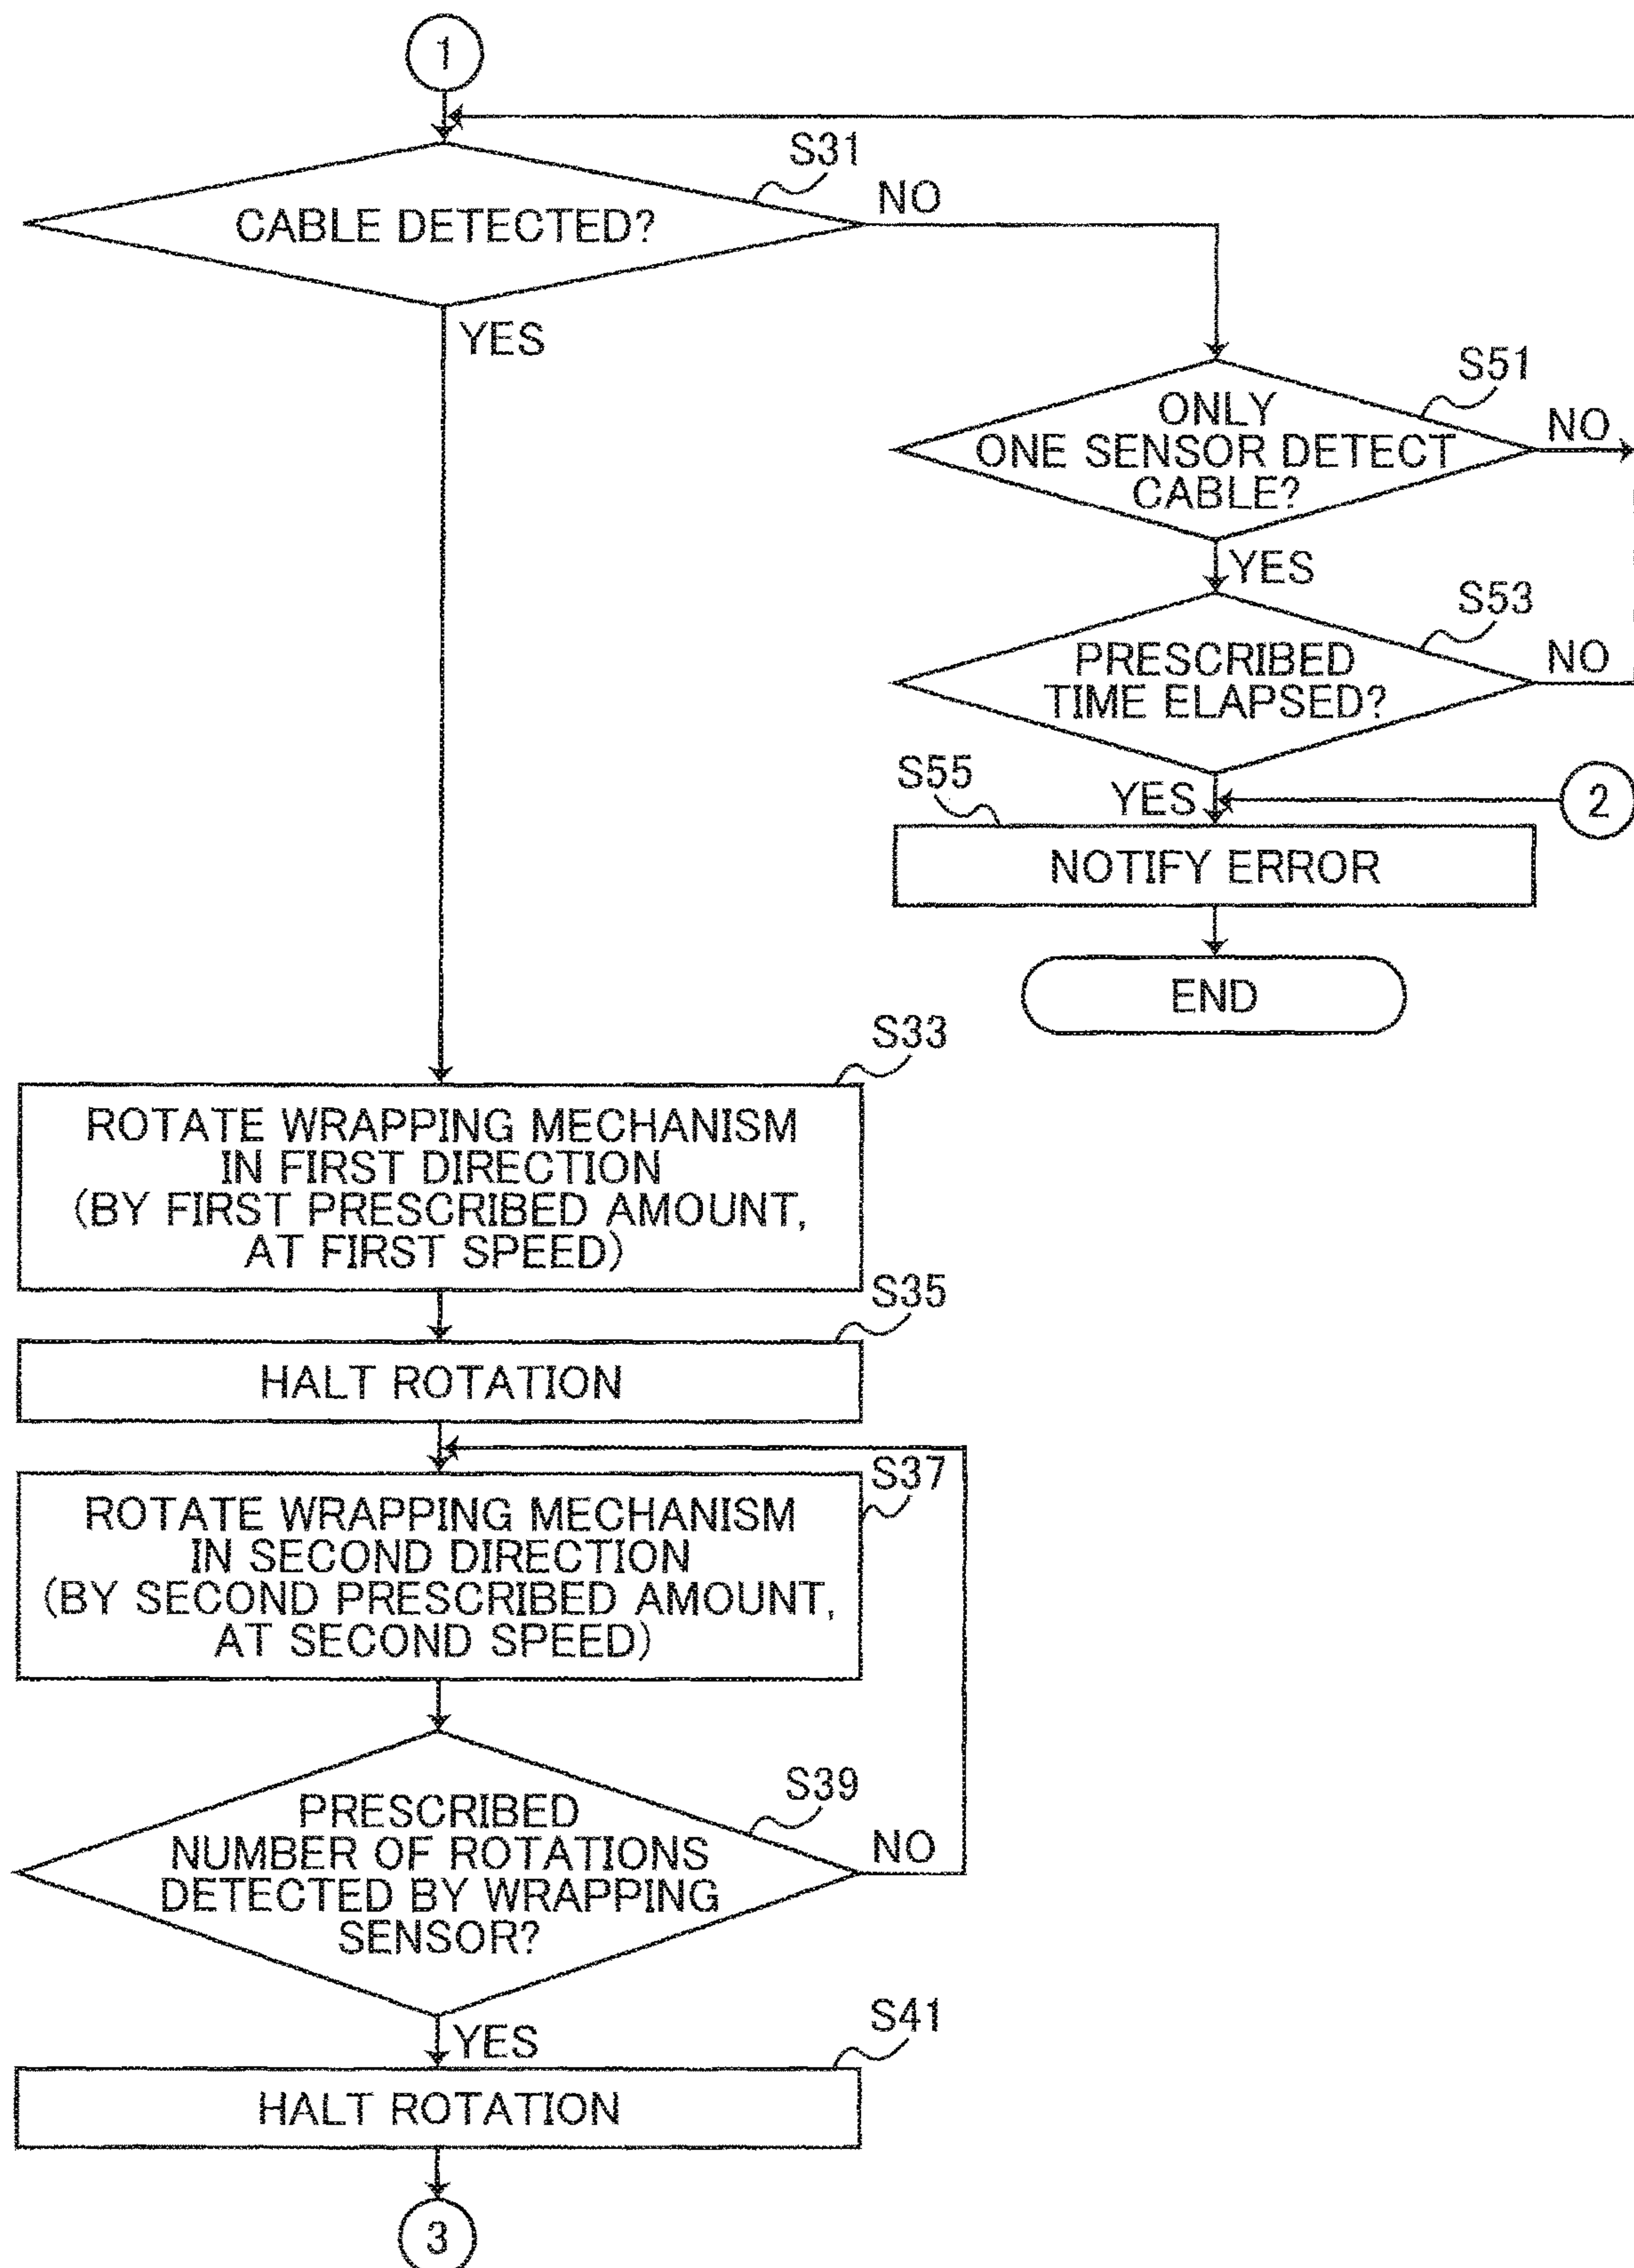 1
S31
CABLE DETECTED?
NO
YES
S51
ONLY
ONE SENSOR DETECT
CABLE?
NO
YES
S53
PRESCRIBED
TIME ELAPSED?
NO
S55
YES
2
NOTIFY ERROR
END
S33
ROTATE WRAPPING MECHANISM
IN FIRST DIRECTION
(BY FIRST PRESCRIBED AMOUNT,
AT FIRST SPEED)
S35
HALT ROTATION
S37
ROTATE WRAPPING MECHANISM
IN SECOND DIRECTION
(BY SECOND PRESCRIBED AMOUNT,
AT SECOND SPEED)
S39
PRESCRIBED
NUMBER OF ROTATIONS
DETECTED BY WRAPPING
SENSOR?
NO
YES
S41
HALT ROTATION
3